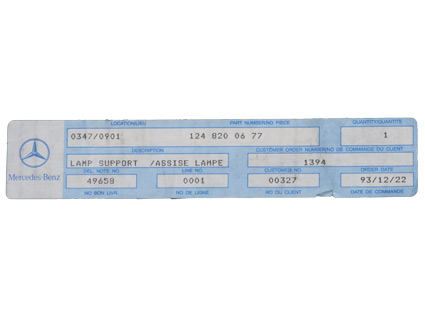 LOCATION/LIEU PART NUMBER/NO PIECE QUANTITY/QUANTITE
0347/0901 124 820 06 77 1
DESCRIPTION CUSTOMER ORDER NUMBER/NO DE COMMANDE DU CLIENT
LAMP SUPPORT /ASSISE LAMPE 1394
DEL. NOTE NO. LINE NO. CUSTOMER NO. ORDER DATE
Mercedes-Benz 49658 0001 00327 93/12/22
NO BON LIVR. NO DE LIGNE NO DU CLIENT DATE DE COMMANDE